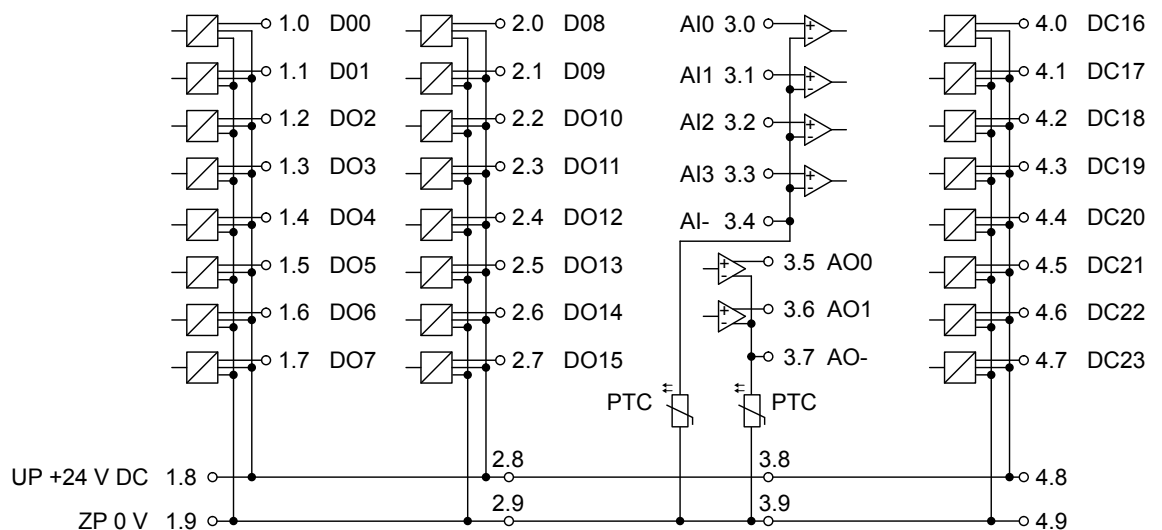 1.0 D00 2.0 D08 AI0 3.0 4.0 DC16
1.1 D01 2.1 D09 AI1 3.1 4.1 DC17
1.2 DO2 2.2 DO10 AI2 3.2 4.2 DC18
1.3 DO3 2.3 DO11 AI3 3.3 4.3 DC19
1.4 DO4 2.4 DO12 AI- 3.4 4.4 DC20
1.5 DO5 2.5 DO13 3.5 AO0 4.5 DC21
1.6 DO6 2.6 DO14 3.6 AO1 4.6 DC22
1.7 DO7 2.7 DO15 3.7 AO- 4.7 DC23
PTC PTC
UP +24 V DC 1.8 2.8 3.8 4.8
ZP 0 V 1.9 2.9 3.9 4.9